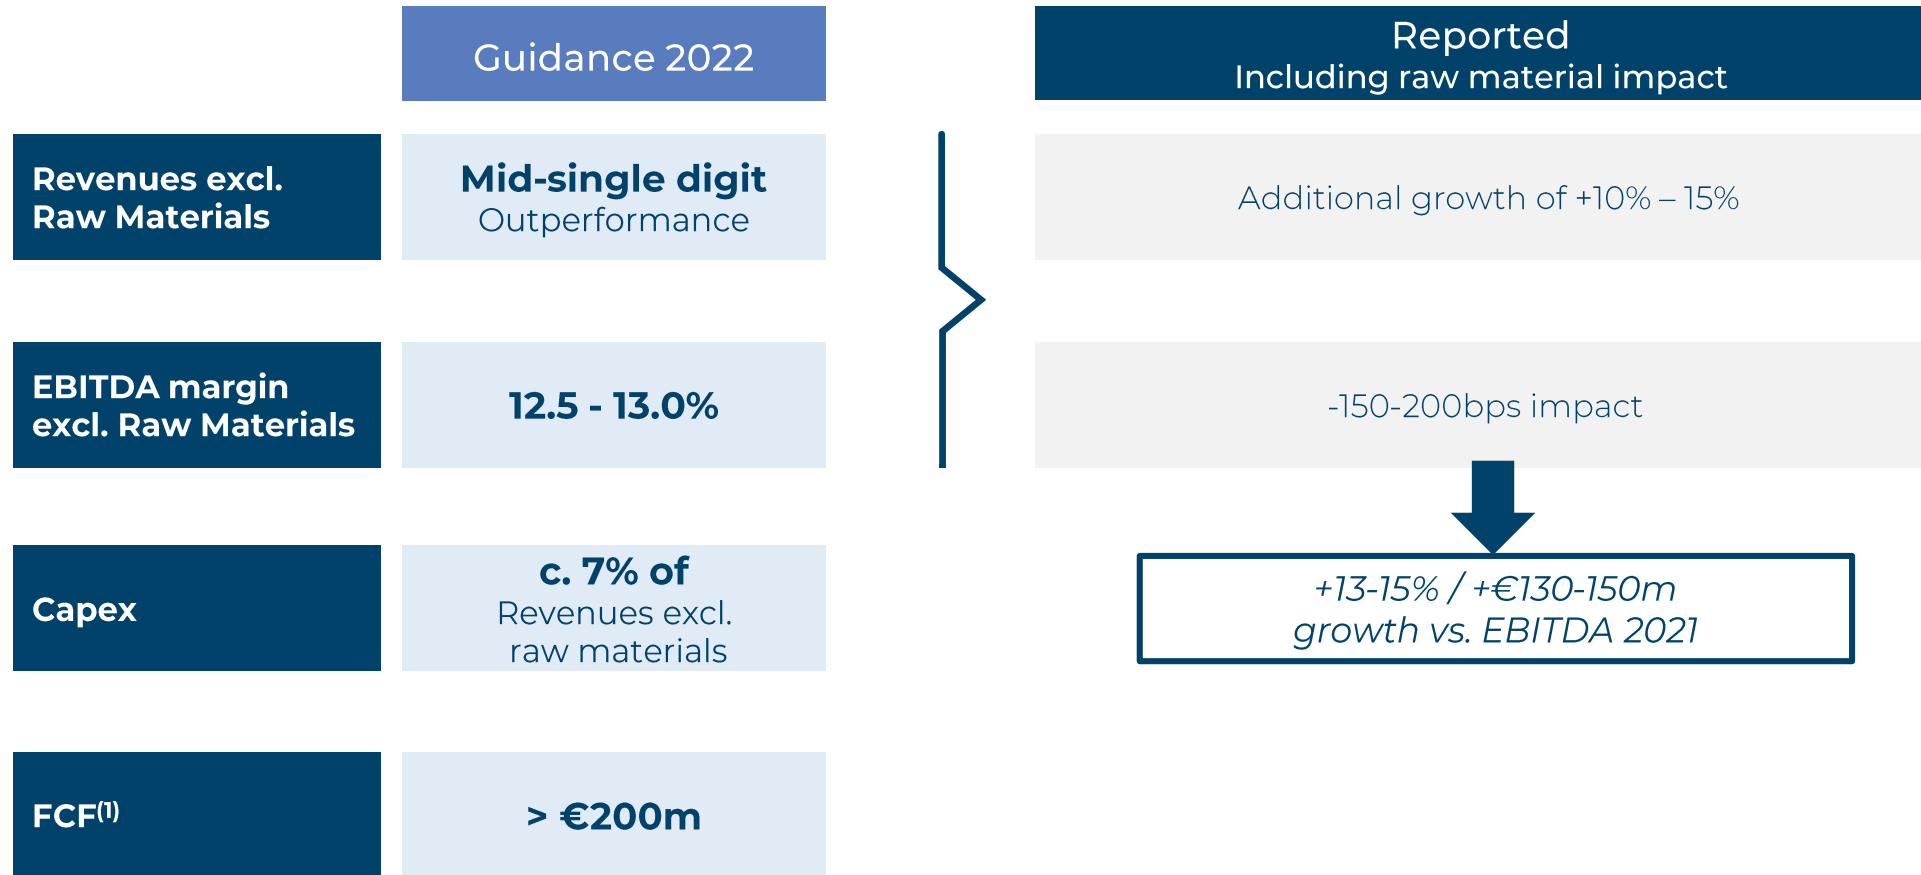 Guidance 2022
Reported
Including raw material impact
Revenues excl.
Raw Materials
Mid-single digit
Outperformance
Additional growth of +10% – 15%
EBITDA margin
excl. Raw Materials
12.5 - 13.0%
-150-200bps impact
Capex
c. 7% of
Revenues excl.
raw materials
+13-15% / +€130-150m
growth vs. EBITDA 2021
FCF(1)
> €200m